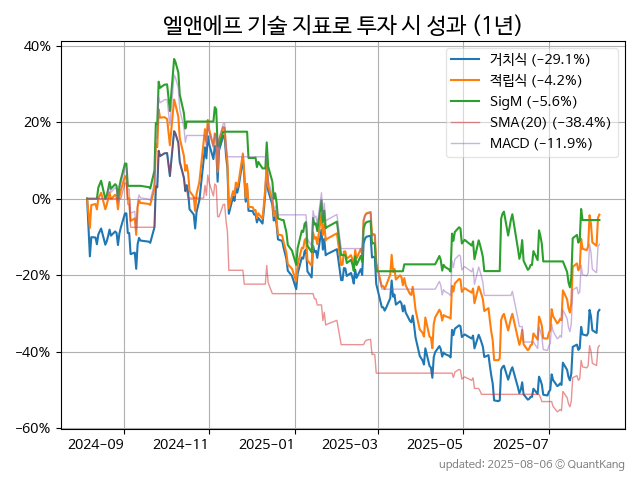 엘앤에프 기술 지표로 투자 시 성과 (1년)
거치식 (−29.1%)
적립식 (−4.2%)
SigM (−5.6%)
SMA(20) (−38.4%)
MACD (−11.9%)
40%
20%
0%
−20%
−40%
−60%
2024-09 2024-11 2025-01 2025-03 2025-05 2025-07
updated: 2025-08-06 © QuantKang